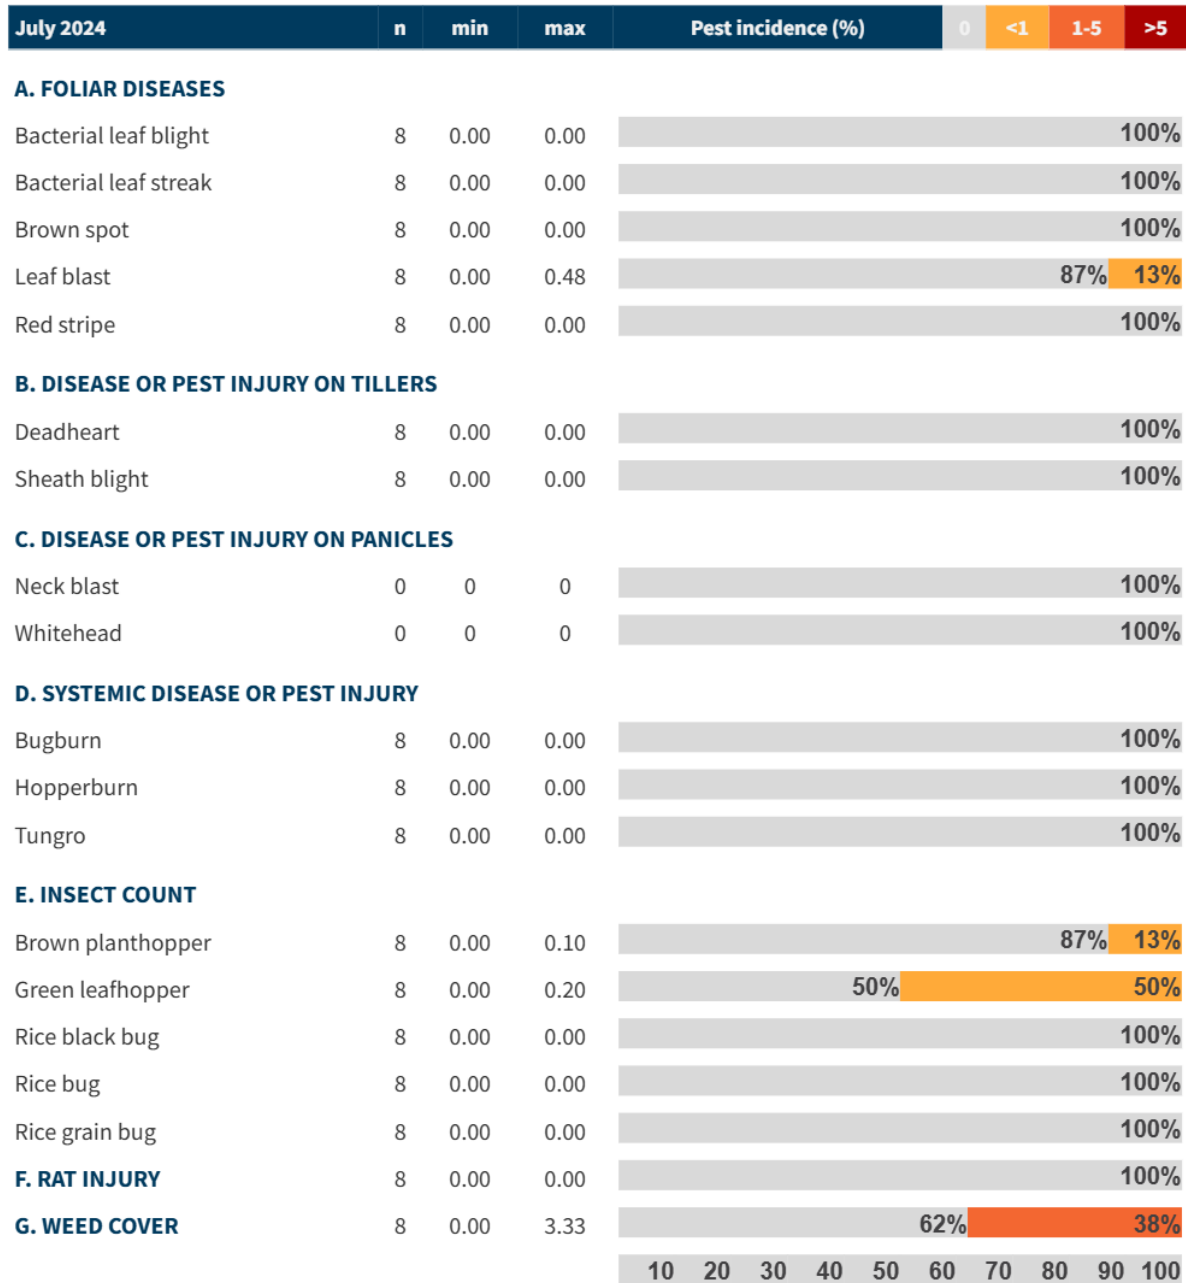 July 2024 n min max Pest incidence (%) 0 <1 1-5 >5
A. FOLIAR DISEASES
Bacterial leaf blight 8 0.00 0.00 100%
Bacterial leaf streak 8 0.00 0.00 100%
Brown spot 8 0.00 0.00 100%
Leaf blast 8 0.00 0.48 87% 13%
Red stripe 8 0.00 0.00 100%
B. DISEASE OR PEST INJURY ON TILLERS
Deadheart 8 0.00 0.00 100%
Sheath blight 8 0.00 0.00 100%
C. DISEASE OR PEST INJURY ON PANICLES
Neck blast 0 0 0 100%
Whitehead 0 0 0 100%
D. SYSTEMIC DISEASE OR PEST INJURY
Bugburn 8 0.00 0.00 100%
Hopperburn 8 0.00 0.00 100%
Tungro 8 0.00 0.00 100%
E. INSECT COUNT
Brown planthopper 8 0.00 0.10 87% 13%
Green leafhopper 8 0.00 0.20 50% 50%
Rice black bug 8 0.00 0.00 100%
Rice bug 8 0.00 0.00 100%
Rice grain bug 8 0.00 0.00 100%
F. RAT INJURY 8 0.00 0.00 100%
G. WEED COVER 8 0.00 3.33 62% 38%
10 20 30 40 50 60 70 80 90 100